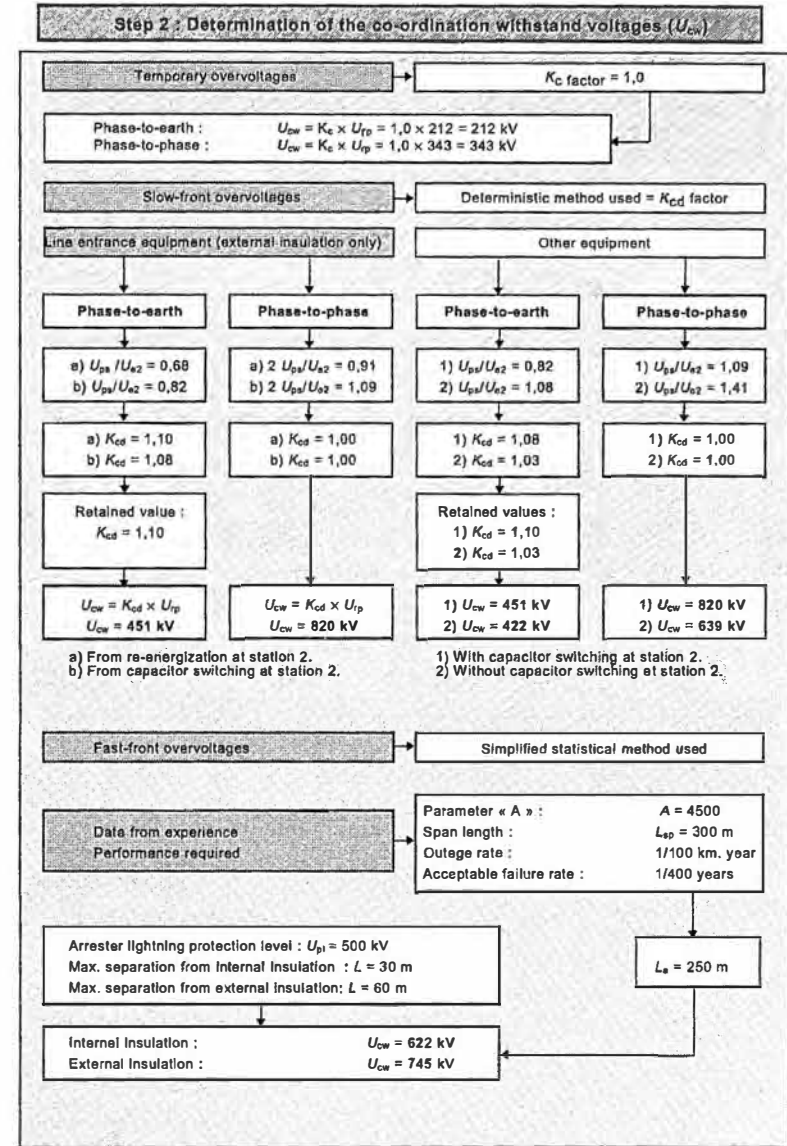 Step 2 : Determination of the co-ordination withstand voltages (Ucw)
Temporary overvoltages
Kc factor = 1,0
Phase-to-earth : Ucw = Kc × Urp = 1,0 × 212 = 212 kV
Phase-to-phase : Ucw = Kc × Urp = 1,0 × 343 = 343 kV
Slow-front overvoltages
Deterministic method used = Kcd factor
Line entrance equipment (external insulation only)
Other equipment
Phase-to-earth
Phase-to-phase
Phase-to-earth
Phase-to-phase
a) Ups /Ue2 = 0,68
b) Ups/Ue2 = 0,82
a) 2 Ups/Ue2 = 0,91
b) 2 Ups/Ue2 = 1,09
1) Ups/Ue2 = 0,82
2) Ups/Ue2 = 1,08
1) Ups/Ue2 = 1,09
2) Ups/Ue2 = 1,41
a) Kcd = 1,10
b) Kcd = 1,08
a) Kcd = 1,00
b) Kcd = 1,00
1) Kcd = 1,08
2) Kcd = 1,03
1) Kcd = 1,00
2) Kcd = 1,00
Retained value :
Kcd = 1,10
Retained values :
1) Kcd = 1,10
2) Kcd = 1,03
Ucw = Kcd × Urp
Ucw = 451 kV
Ucw = Kcd × Urp
Ucw = 820 kV
1) Ucw = 451 kV
2) Ucw = 422 kV
1) Ucw = 820 kV
2) Ucw = 639 kV
a) From re-energization at station 2.
b) From capacitor switching at station 2.
1) With capacitor switching at station 2.
2) Without capacitor switching at station 2.
Fast-front overvoltages
Simplified statistical method used
Data from experience
Performance required
Parameter « A » : A = 4500
Span length : Lsp = 300 m
Outege rate : 1/100 km. year
Acceptable failure rate : 1/400 years
Arrester lightning protection level : Upl = 500 kV
Max. separation from internal insulation : L = 30 m
Max. separation from external insulation: L = 60 m
La = 250 m
Internel insulation : Ucw = 622 kV
External insulation : Ucw = 745 kV